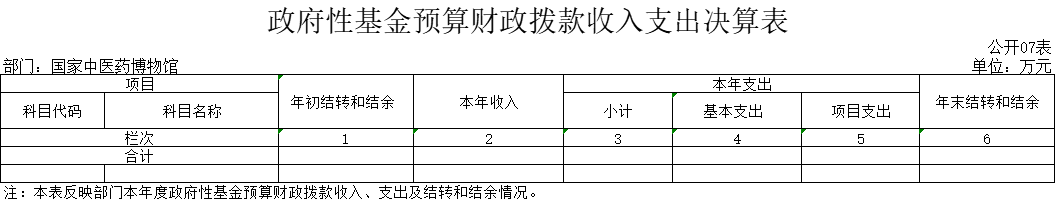 政府性基金预算财政拨款收入支出决算表
公开07表
部门：国家中医药博物馆 单位：万元
项目 年初结转和结余 本年收入 本年支出 年末结转和结余
科目代码 科目名称 小计 基本支出 项目支出
栏次 1 2 3 4 5 6
合计
注：本表反映部门本年度政府性基金预算财政拨款收入、支出及结转和结余情况。